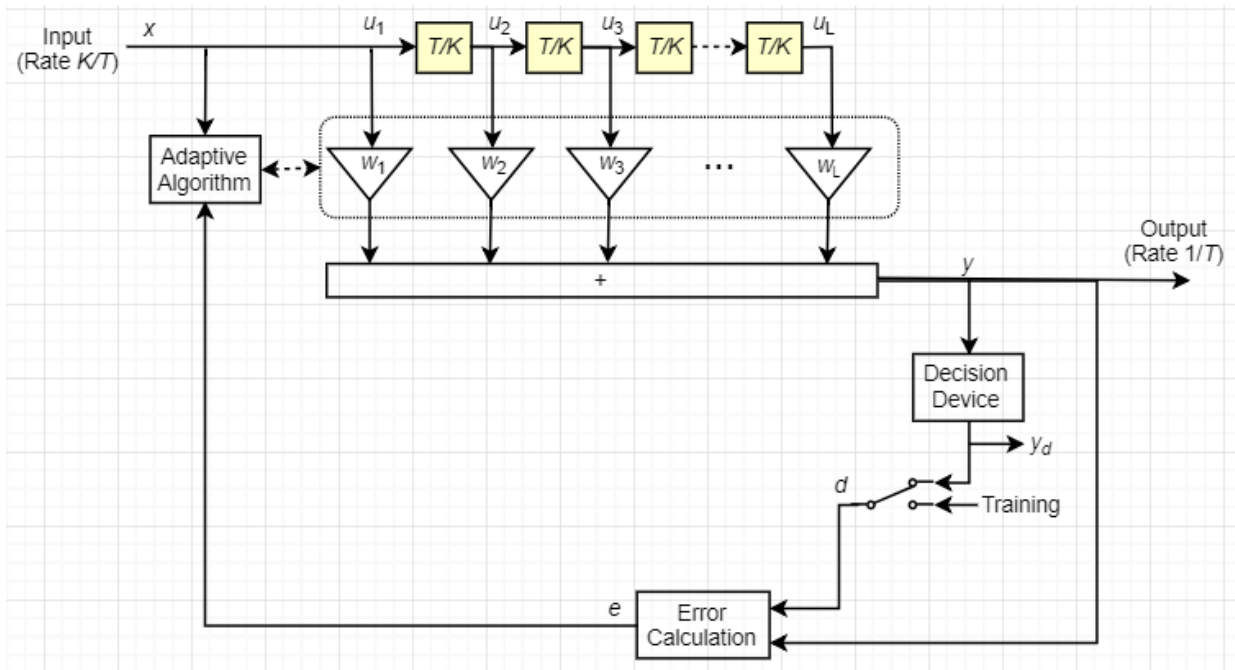 Input
(Rate K/T)
x
u1
T/K
u2
T/K
u3
T/K
T/K
uL
Adaptive
Algorithm
w1
w2
w3
...
wL
+
y
Output
(Rate 1/T)
Decision
Device
yd
d
Training
e
Error
Calculation